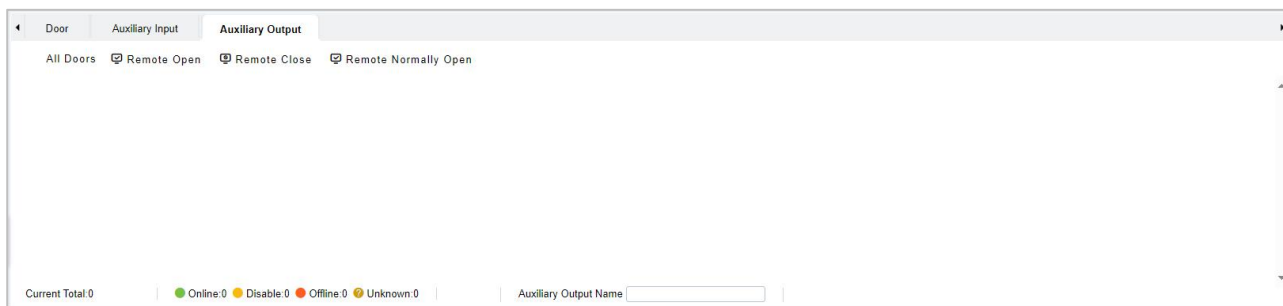 Door Auxiliary Input Auxiliary Output
All Doors Remote Open Remote Close Remote Normally Open
Current Total:0 Online:0 Disable:0 Offline:0 ? Unknown:0 Auxiliary Output Name